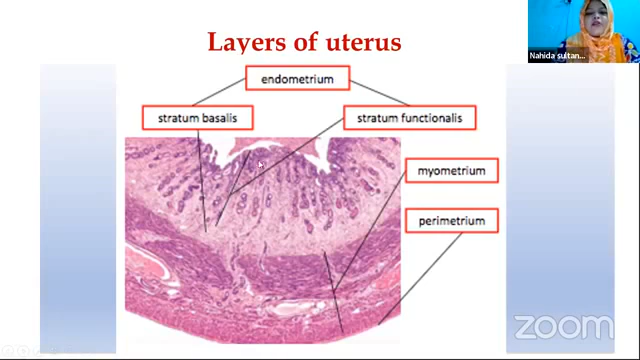 Layers of uterus
Nahida sultan...
endometrium
stratum basalis
stratum functionalis
myometrium
perimetrium
zoom